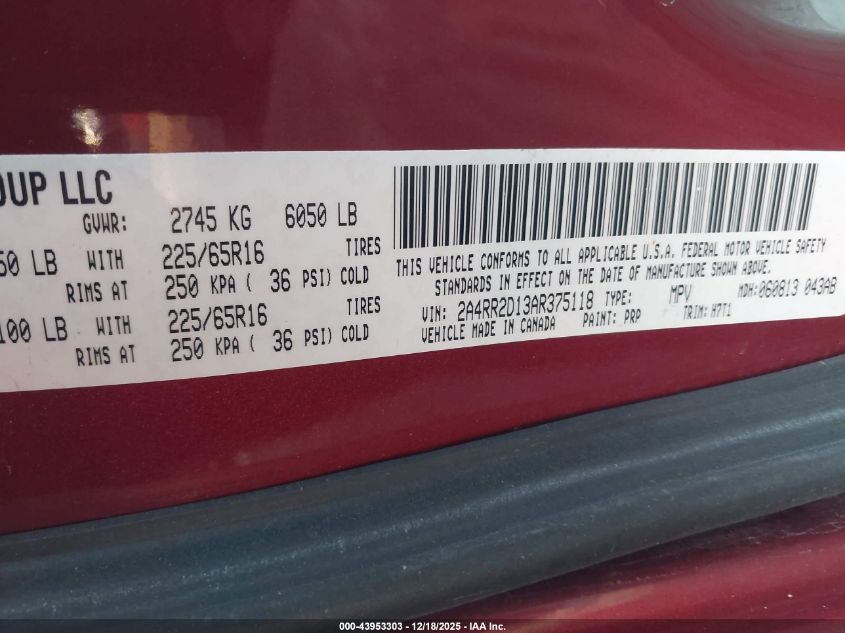 OUP LLC
GVWR: 2745 KG 6050 LB
50 LB WITH 225/65R16 TIRES
RIMS AT 250 KPA ( 36 PSI) COLD
100 LB WITH 225/65R16 TIRES
RIMS AT 250 KPA ( 36 PSI) COLD
THIS VEHICLE CONFORMS TO ALL APPLICABLE U.S.A. FEDERAL MOTOR VEHICLE SAFETY
STANDARDS IN EFFECT ON THE DATE OF MANUFACTURE SHOWN ABOVE.
VIN: 2A4RR2D13AR375118 TYPE: MPV MDH: 060813 043AB
VEHICLE MADE IN CANADA PAINT: PRP TRIM: H7T1
000-43953303 - 12/18/2025 - IAA Inc.